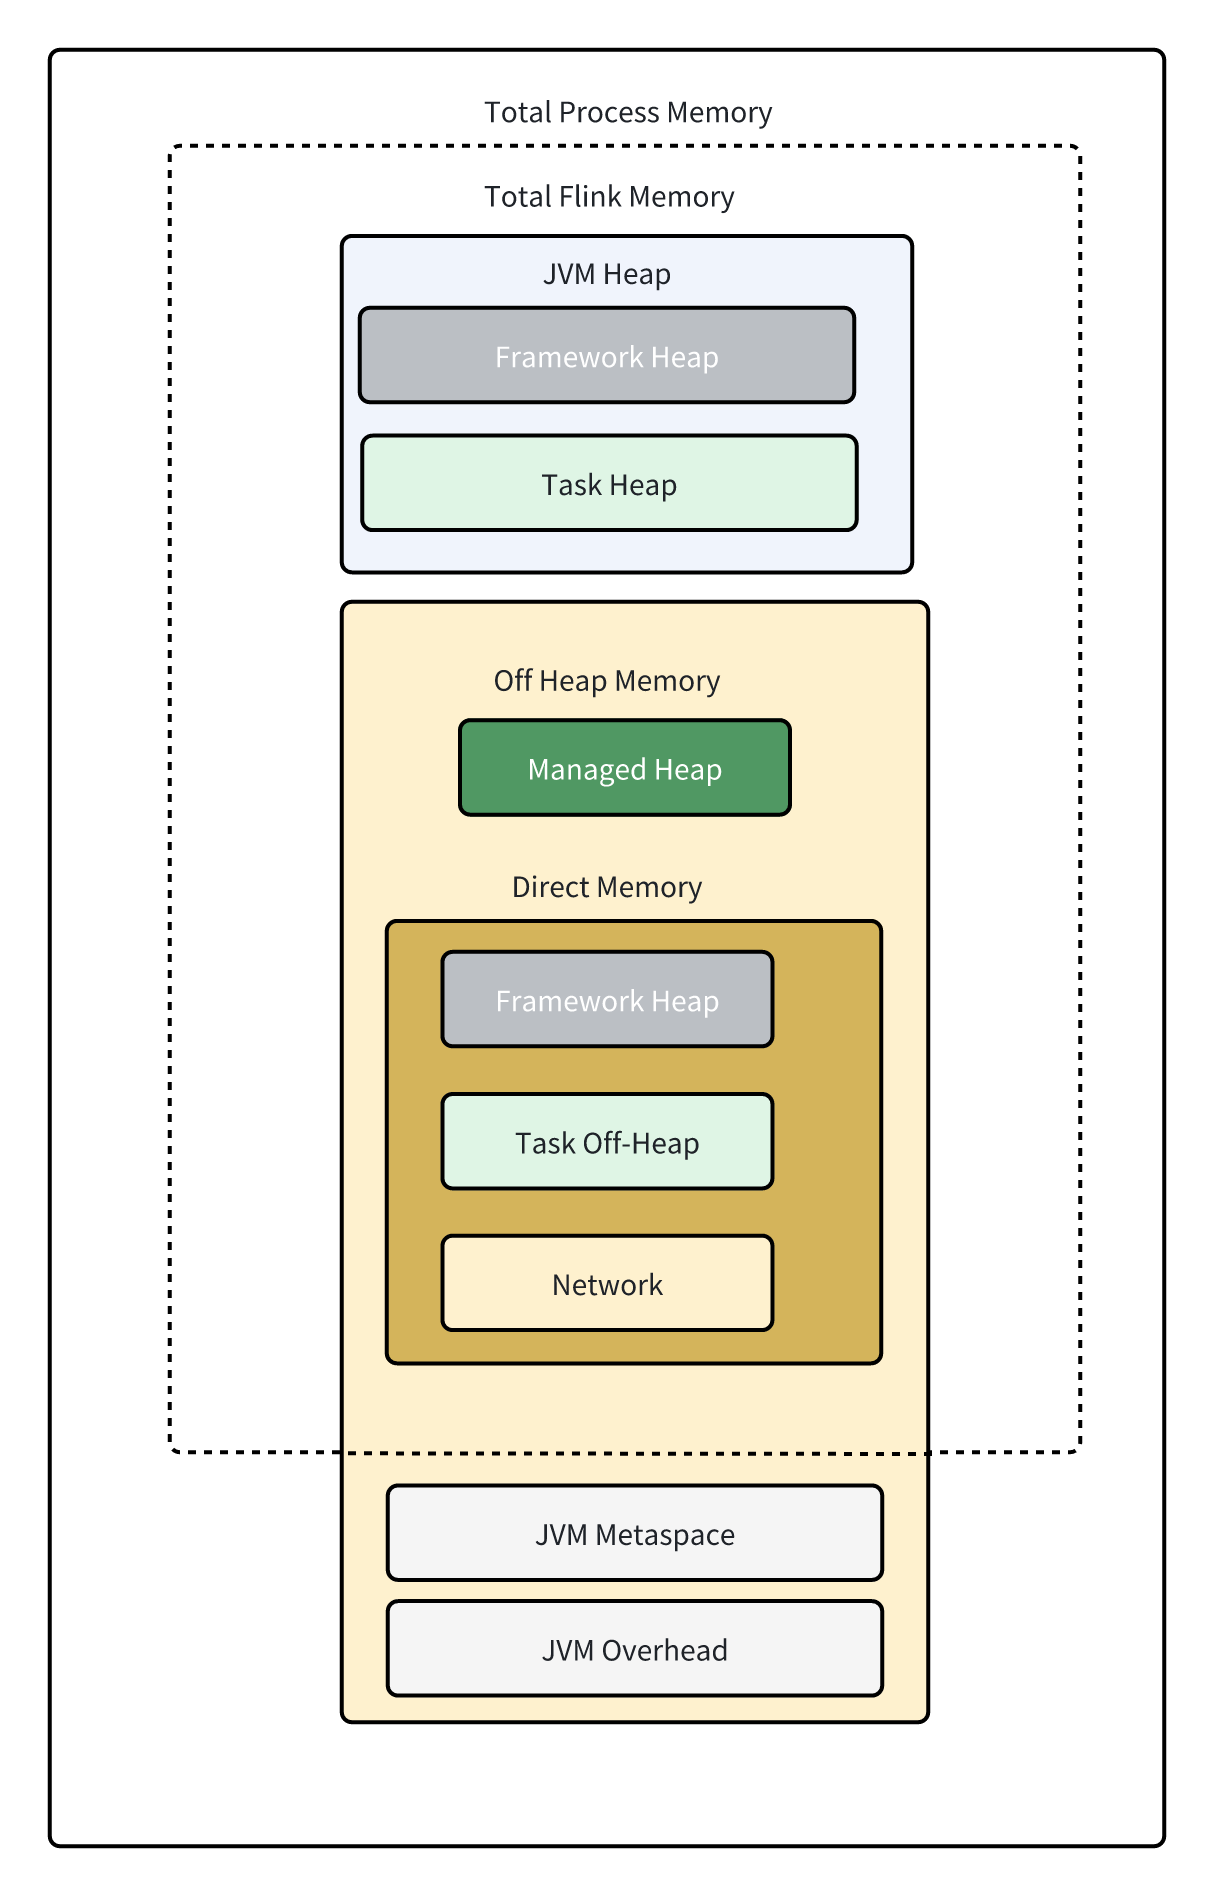 Total Process Memory
Total Flink Memory
JVM Heap
Framework Heap
Task Heap
Off Heap Memory
Managed Heap
Direct Memory
Framework Heap
Task Off-Heap
Network
JVM Metaspace
JVM Overhead